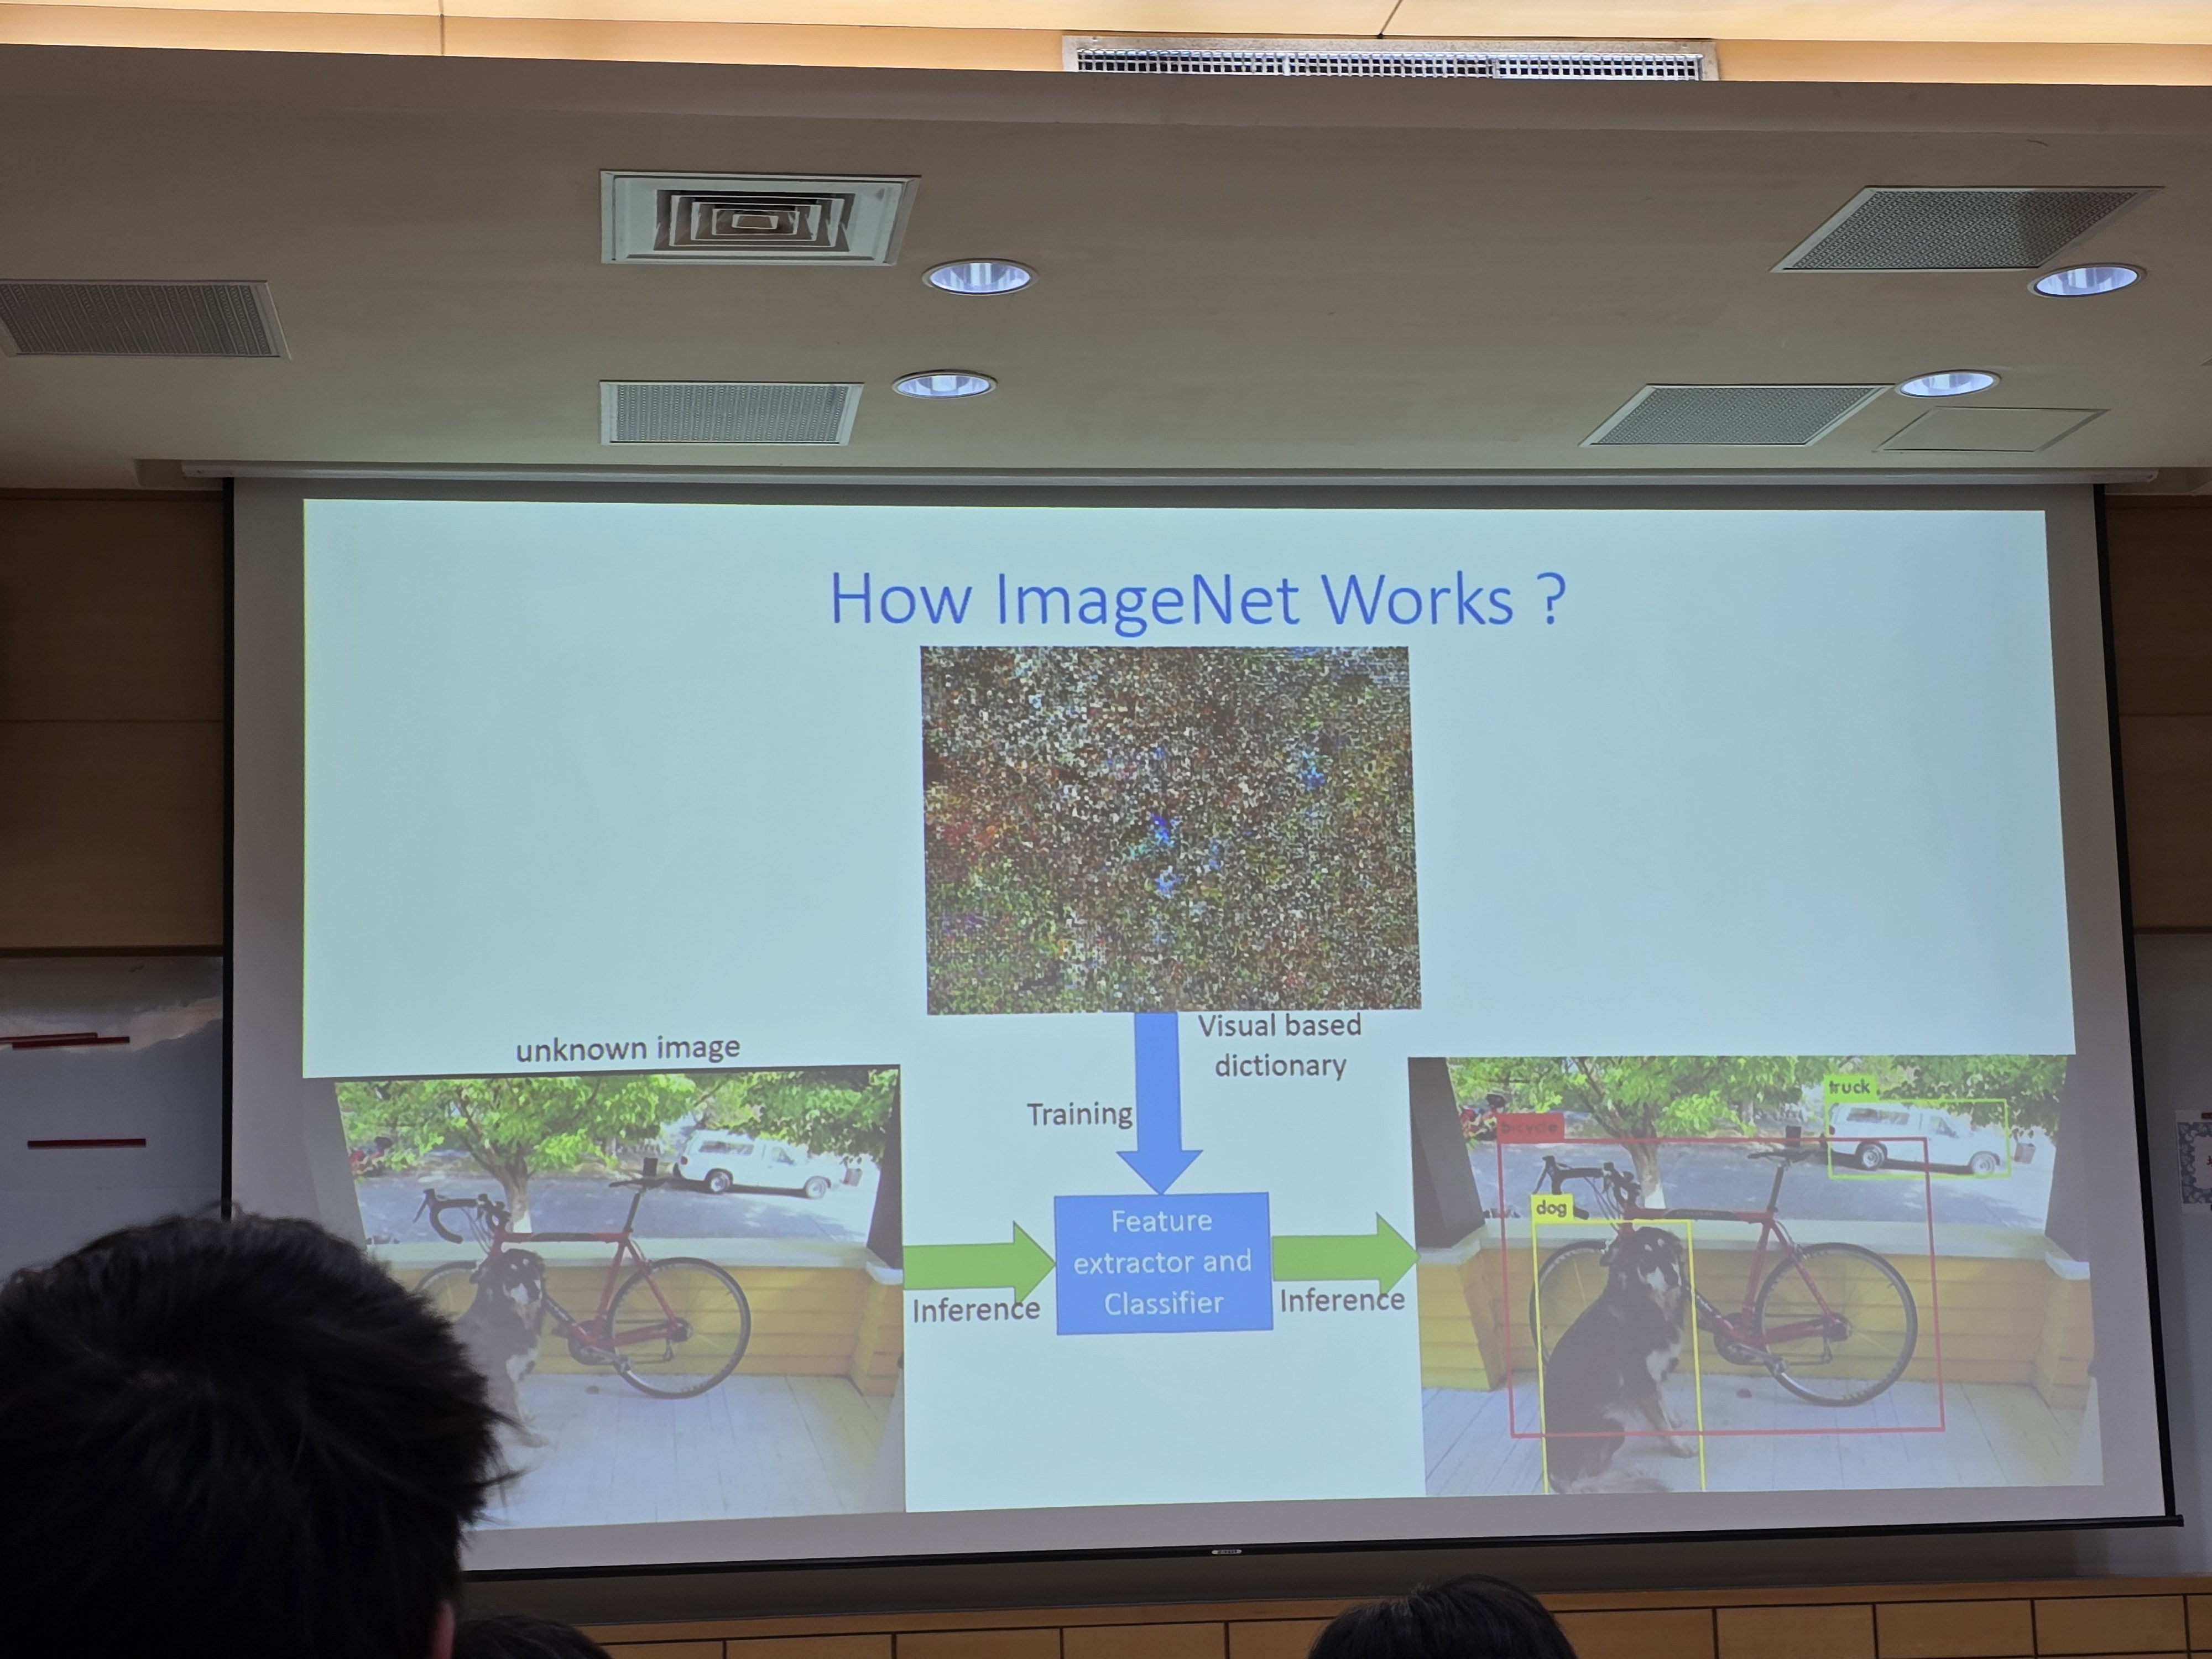 How ImageNet Works ?
Visual based
dictionary
unknown image
Training
truck
bicycle
dog
Feature
extractor and
Classifier
Inference
Inference